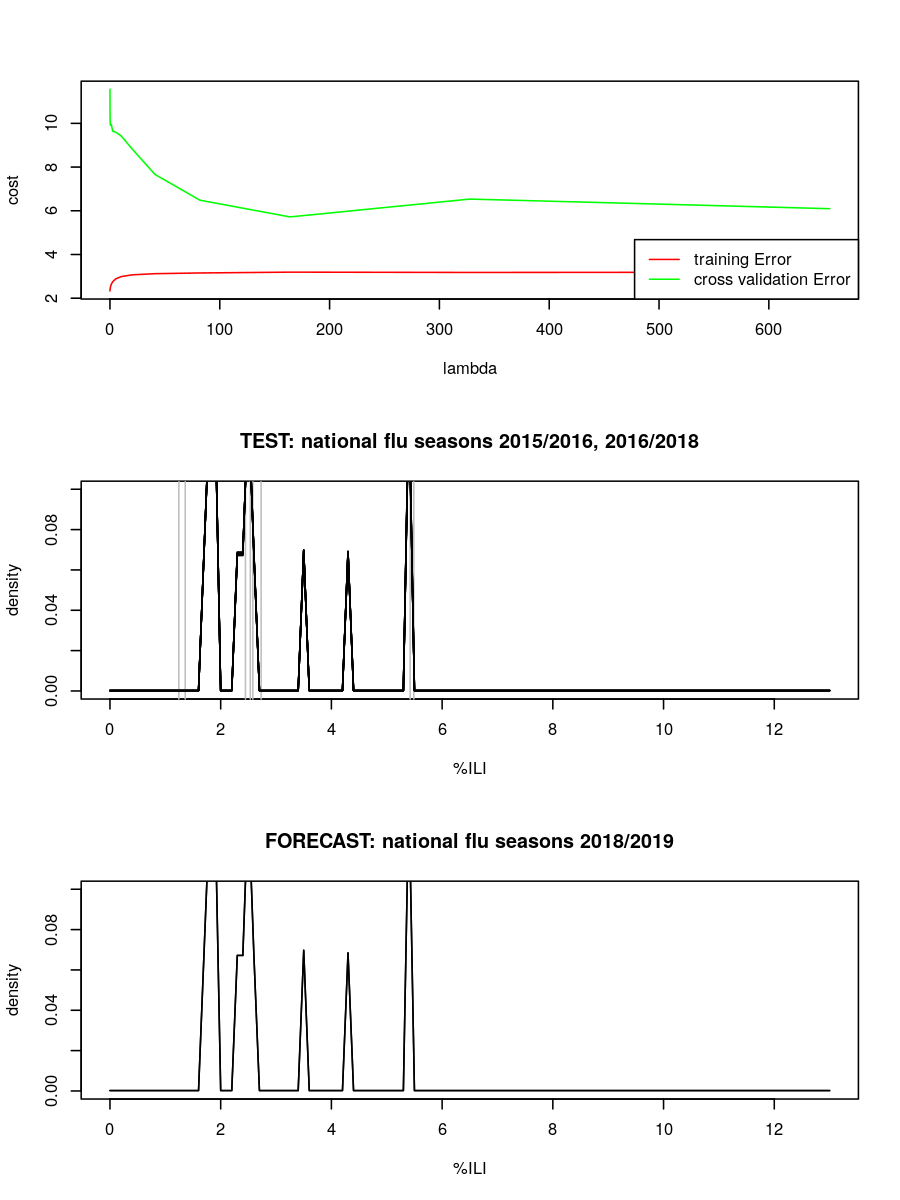 cost
2
4
6
8
10
training Error
cross validation Error
0 100 200 300 400 500 600
lambda
TEST: national flu seasons 2015/2016, 2016/2018
density
0.00
0.04
0.08
0 2 4 6 8 10 12
%ILI
FORECAST: national flu seasons 2018/2019
density
0.00
0.04
0.08
0 2 4 6 8 10 12
%ILI